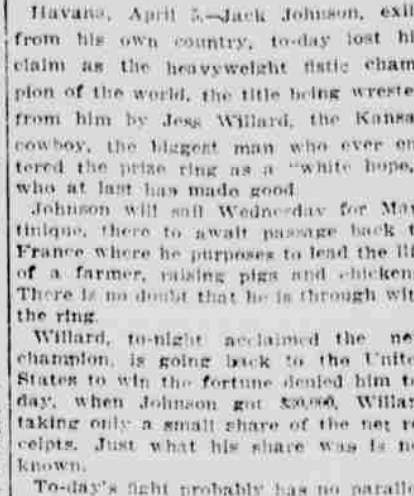 Havana, April 5.—Jack Johnson, exil
from his own country, to-day lost hi
claim as the heavyweight fistic cham
pion of the world, the title being wreste
from him by Jess Willard, the Kansa
cowboy, the biggest man who ever en
tered the prize ring as a "white hope,
who at last has made good
Johnson will sail Wednesday for Mar
tinique, there to await passage back t
France where he purposes to lead the lif
of a farmer, raising pigs and chicken
There is no doubt that he is through wit
the ring.
Willard, to-night acclaimed the ne
champion, is going back to the Unite
States to win the fortune denied him to
day, when Johnson got $30,000, Willar
taking only a small share of the net re
ceipts. Just what his share was is no
known.
To-day's fight probably has no paralle